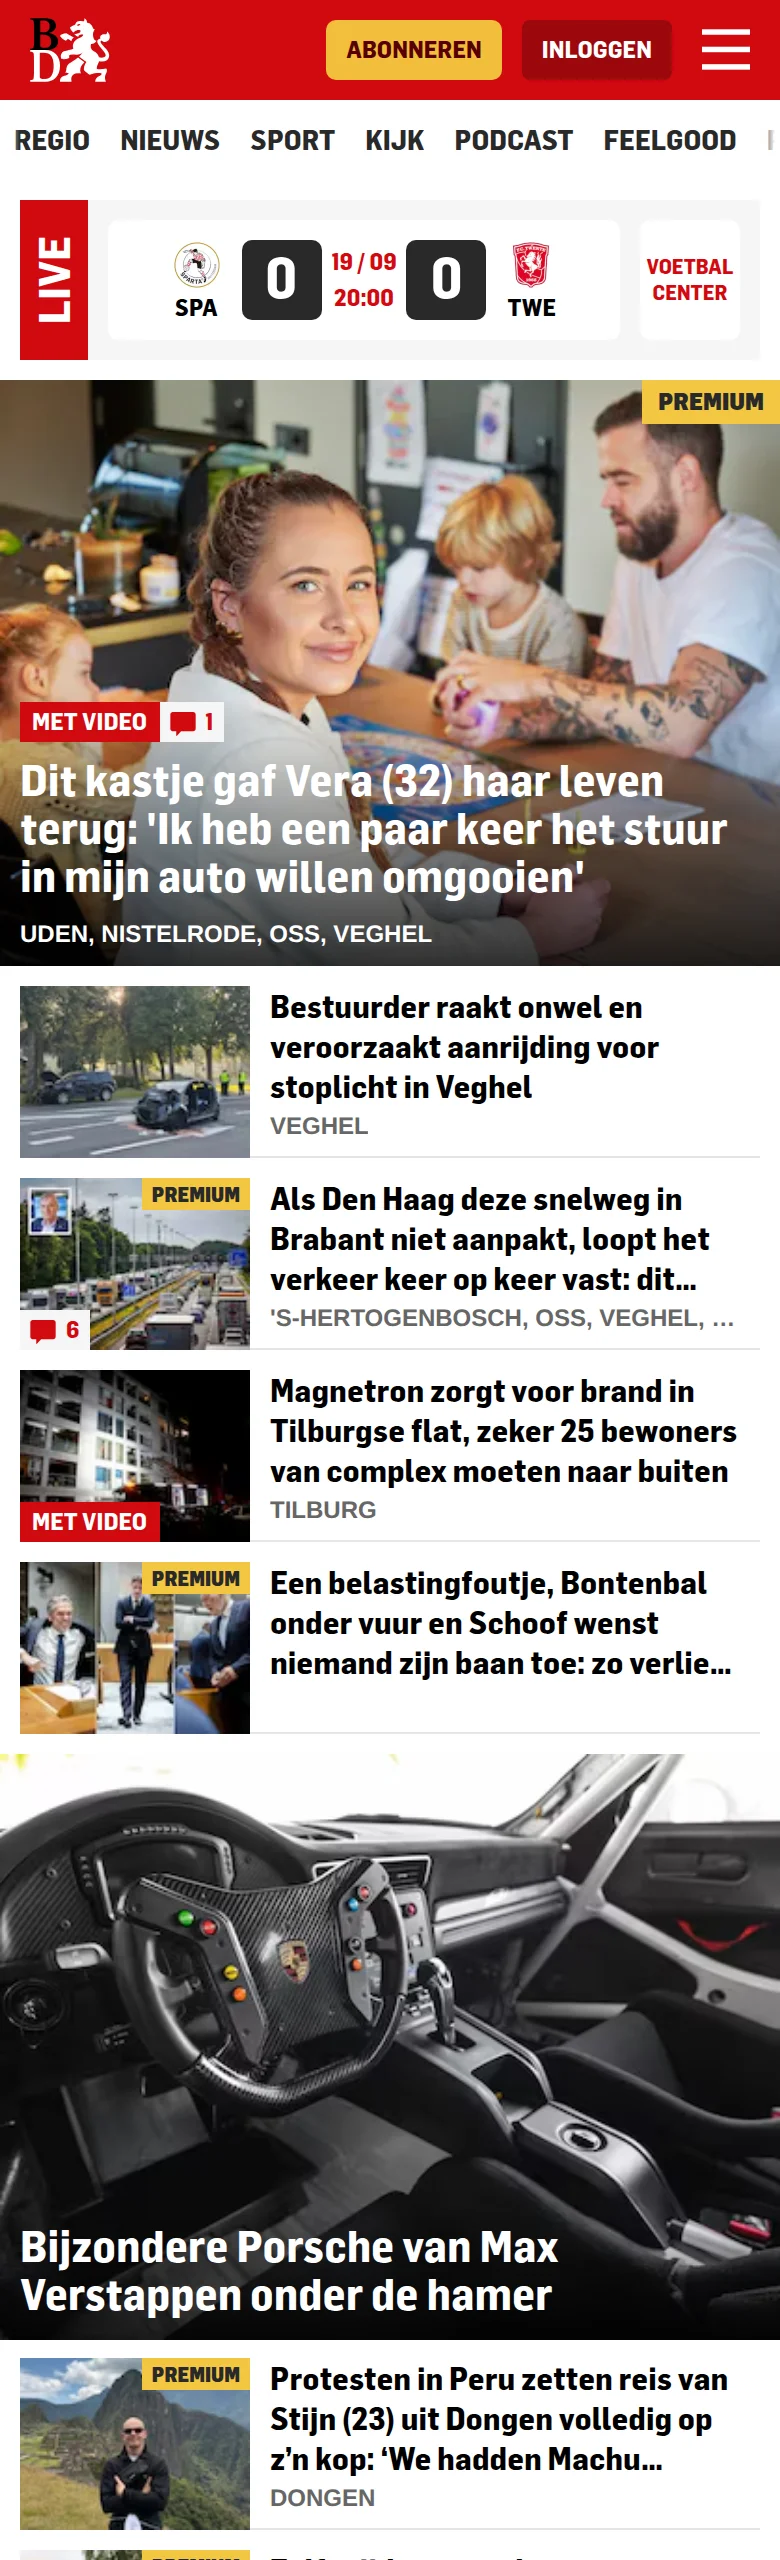 BD
ABONNEREN
INLOGGEN
REGIO NIEUWS SPORT KIJK PODCAST FEELGOOD
LIVE
SPA
0
19 / 09
20:00
0
TWE
VOETBAL
CENTER
PREMIUM
MET VIDEO 1
Dit kastje gaf Vera (32) haar leven
terug: 'Ik heb een paar keer het stuur
in mijn auto willen omgooien'
UDEN, NISTELRODE, OSS, VEGHEL
Bestuurder raakt onwel en
veroorzaakt aanrijding voor
stoplicht in Veghel
VEGHEL
PREMIUM
6
Als Den Haag deze snelweg in
Brabant niet aanpakt, loopt het
verkeer keer op keer vast: dit...
'S-HERTOGENBOSCH, OSS, VEGHEL, ...
MET VIDEO
Magnetron zorgt voor brand in
Tilburgse flat, zeker 25 bewoners
van complex moeten naar buiten
TILBURG
PREMIUM
Een belastingfoutje, Bontenbal
onder vuur en Schoof wenst
niemand zijn baan toe: zo verlie...
Bijzondere Porsche van Max
Verstappen onder de hamer
PREMIUM
Protesten in Peru zetten reis van
Stijn (23) uit Dongen volledig op
z’n kop: ‘We hadden Machu...
DONGEN